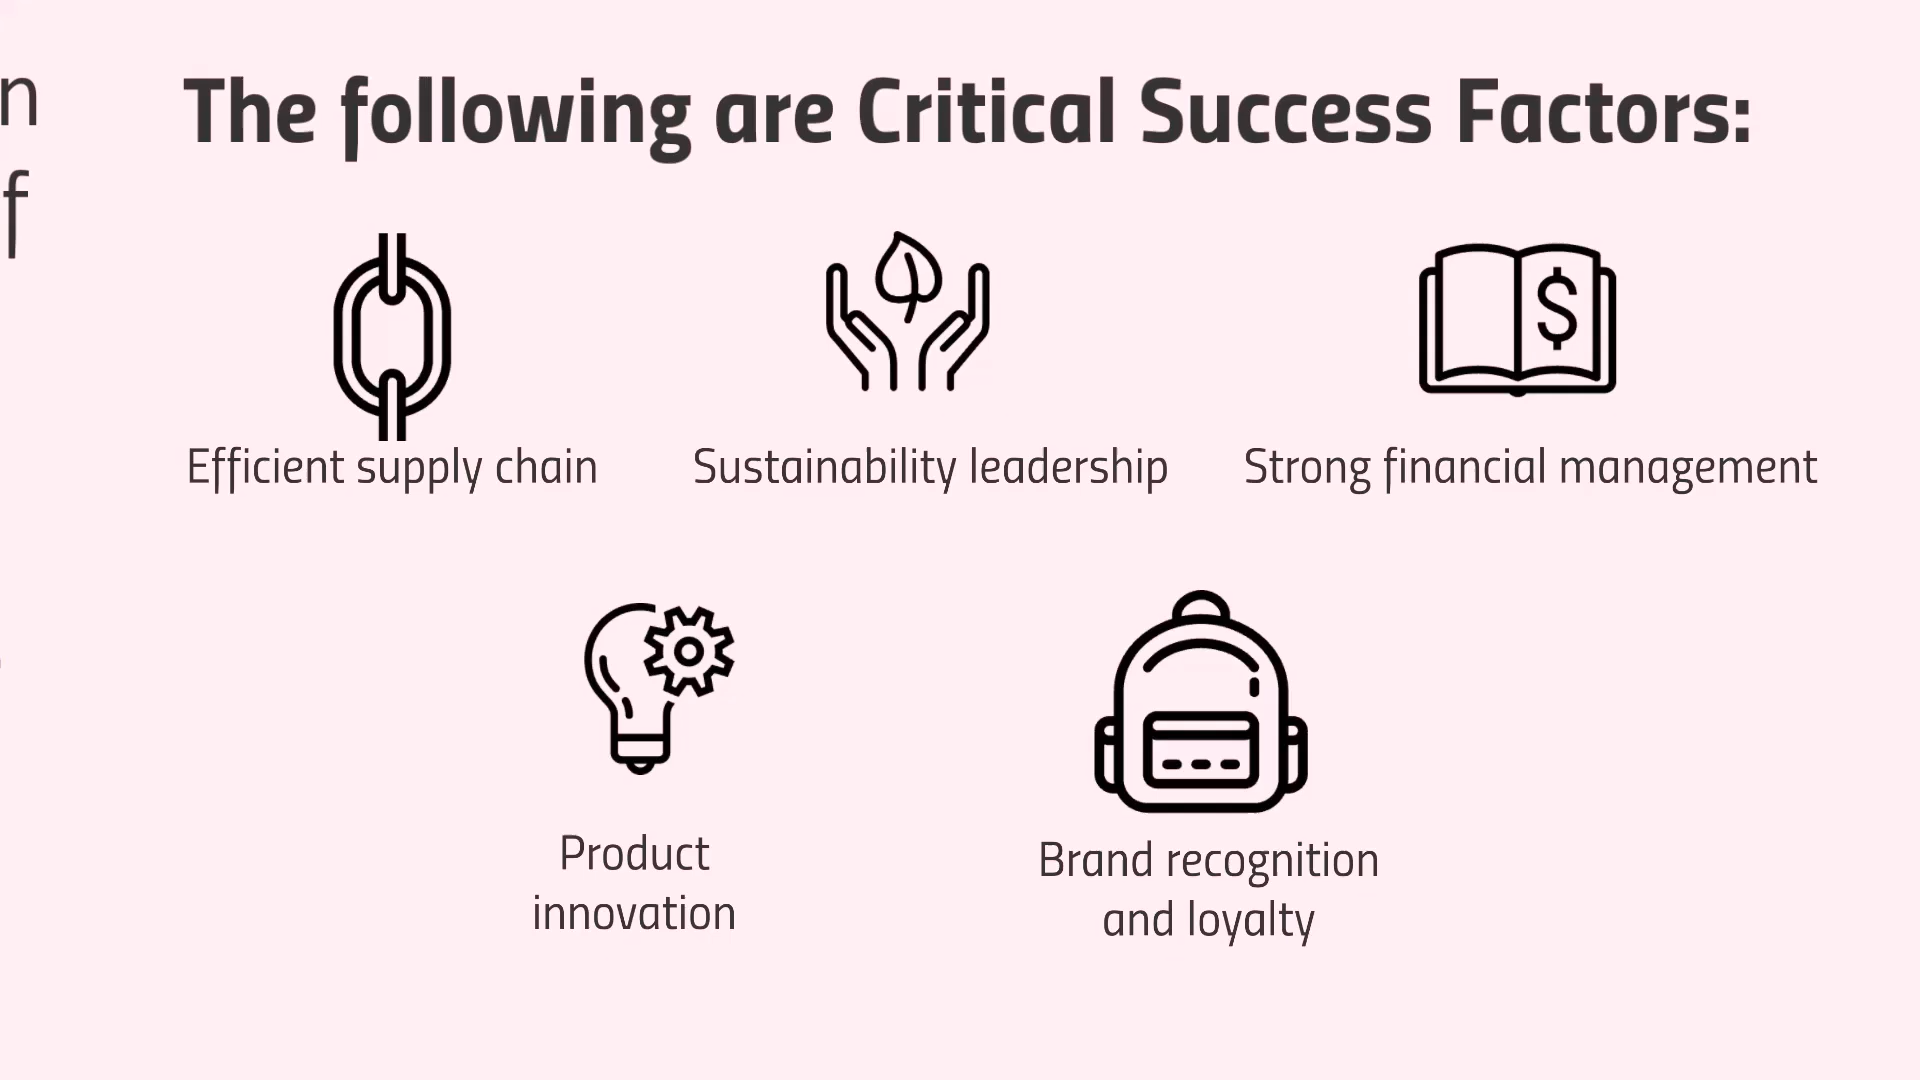 n
f
The following are Critical Success Factors:
$
Efficient supply chain
Sustainability leadership
Strong financial management
Product
innovation
Brand recognition
and loyalty